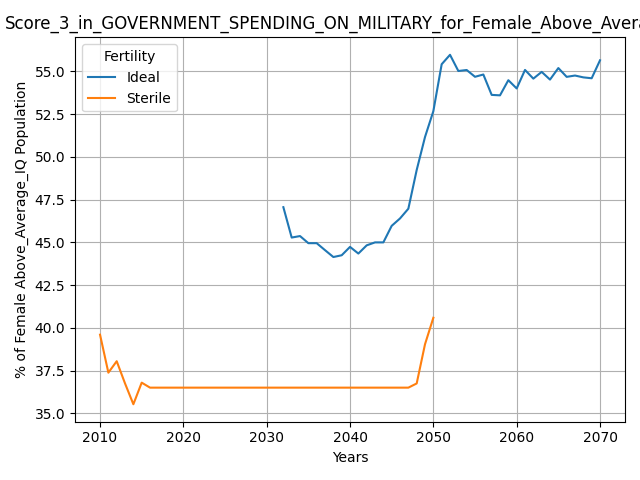 Score_3_in_GOVERNMENT_SPENDING_ON_MILITARY_for_Female_Above_Avera
Fertility
Ideal
Sterile
% of Female Above_Average_IQ Population
55.0
52.5
50.0
47.5
45.0
42.5
40.0
37.5
35.0
2010 2020 2030 2040 2050 2060 2070
Years